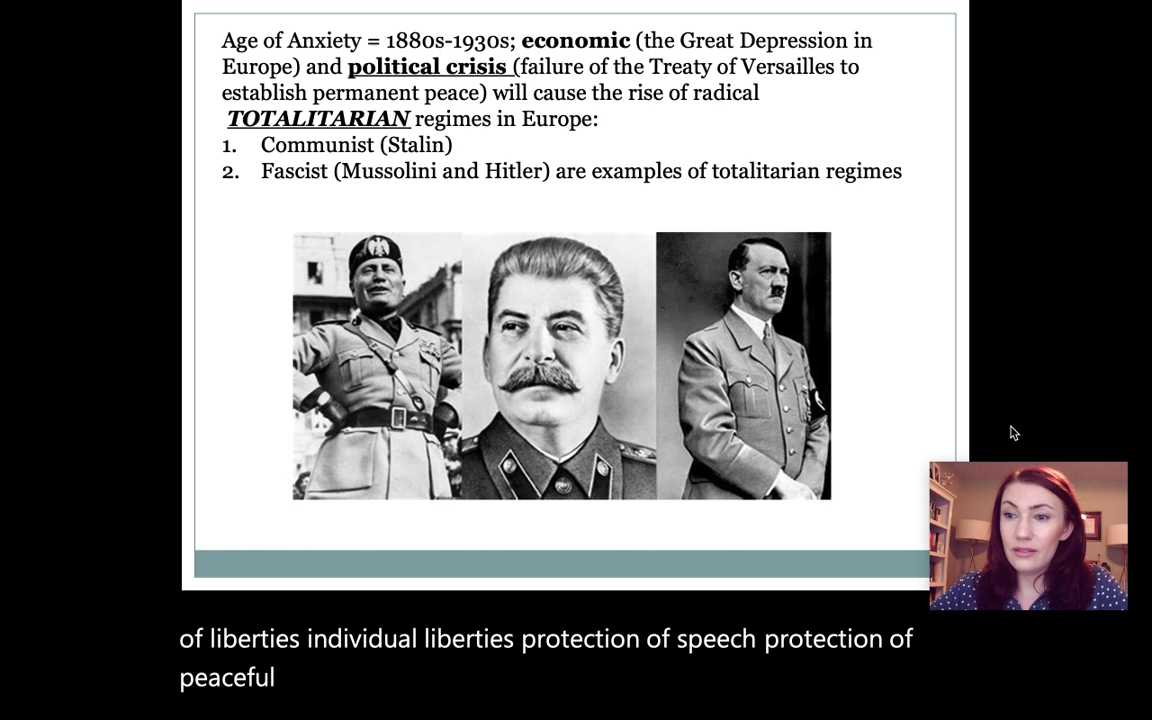 Age of Anxiety = 1880s-1930s; economic (the Great Depression in
Europe) and political crisis (failure of the Treaty of Versailles to
establish permanent peace) will cause the rise of radical
TOTALITARIAN regimes in Europe:
1. Communist (Stalin)
2. Fascist (Mussolini and Hitler) are examples of totalitarian regimes
of liberties individual liberties protection of speech protection of
peaceful